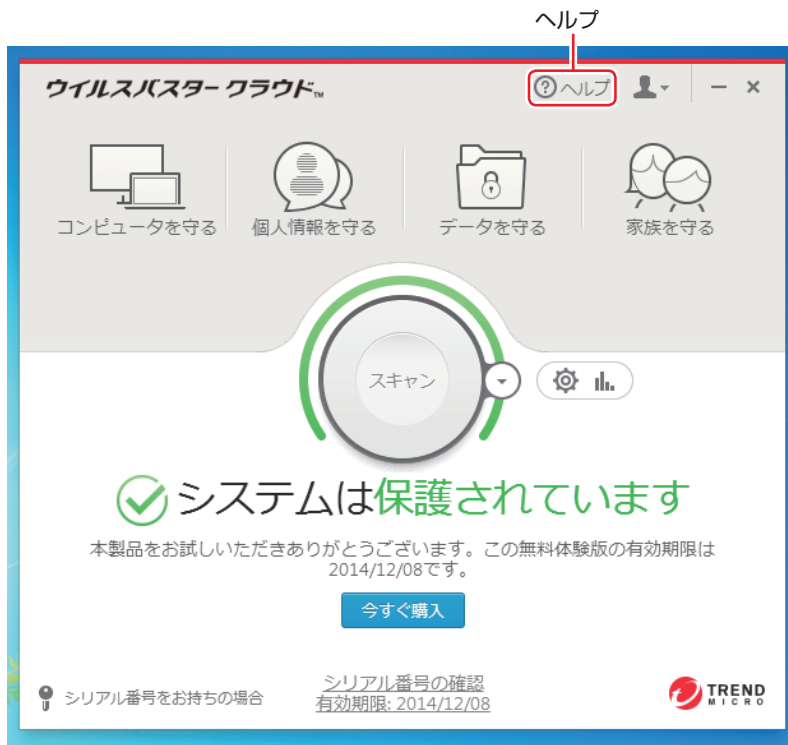 ヘルプ
ウイルスバスター クラウド™
ヘルプ
コンピュータを守る
個人情報を守る
データを守る
家族を守る
スキャン
システムは保護されています
本製品をお試しいただきありがとうございます。この無料体験版の有効期限は
2014/12/08です。
今すぐ購入
シリアル番号をお持ちの場合
シリアル番号の確認
有効期限: 2014/12/08
TREND
MICRO